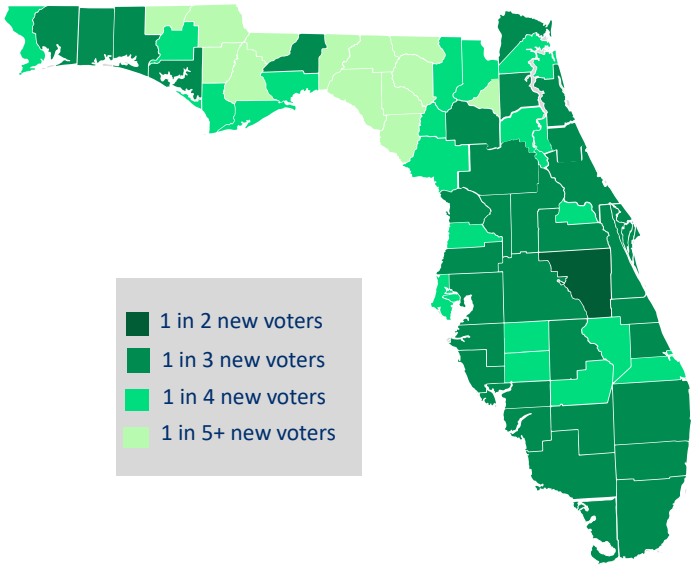 1 in 2 new voters
1 in 3 new voters
1 in 4 new voters
1 in 5+ new voters